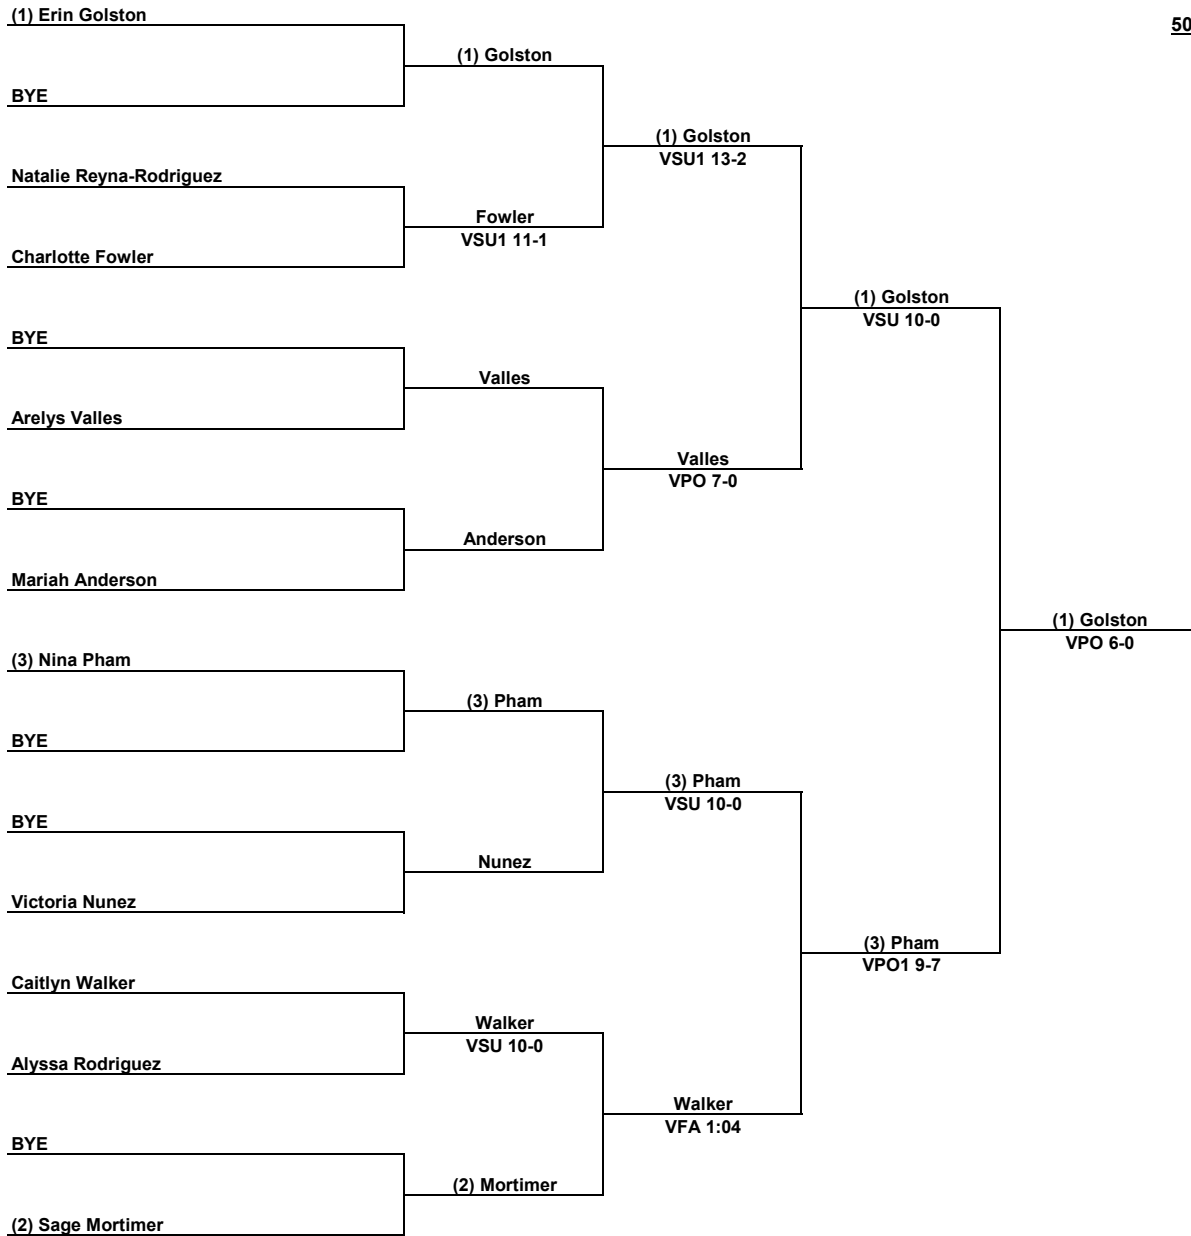 (1) Erin Golston
50
(1) Golston
BYE
(1) Golston
VSU1 13-2
Natalie Reyna-Rodriguez
Fowler
VSU1 11-1
Charlotte Fowler
(1) Golston
VSU 10-0
BYE
Valles
Arelys Valles
Valles
VPO 7-0
BYE
Anderson
Mariah Anderson
(1) Golston
VPO 6-0
(3) Nina Pham
(3) Pham
BYE
(3) Pham
VSU 10-0
BYE
Nunez
Victoria Nunez
(3) Pham
VPO1 9-7
Caitlyn Walker
Walker
VSU 10-0
Alyssa Rodriguez
Walker
VFA 1:04
BYE
(2) Mortimer
(2) Sage Mortimer